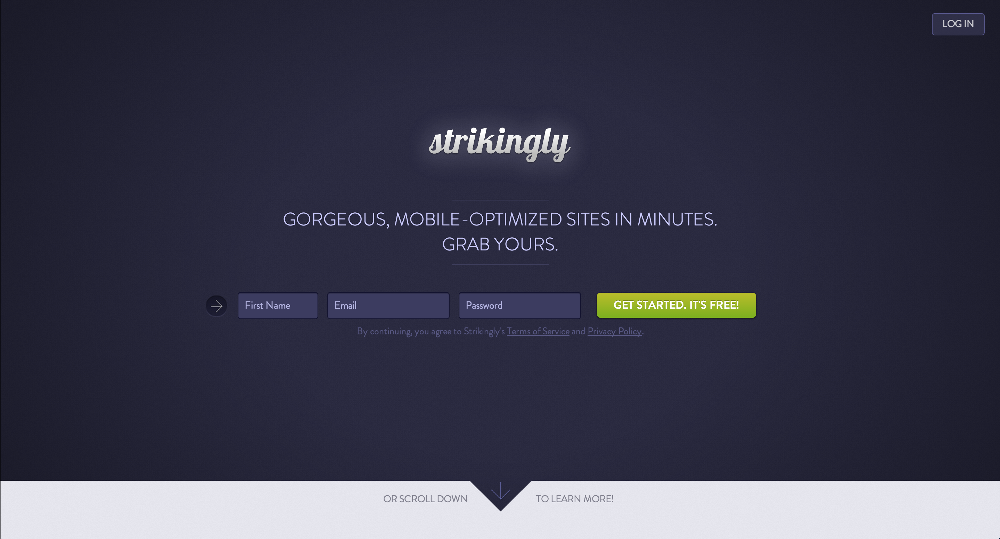 LOG IN
strikingly
GORGEOUS, MOBILE-OPTIMIZED SITES IN MINUTES.
GRAB YOURS.
First Name
Email
Password
GET STARTED. IT'S FREE!
By continuing, you agree to Strikingly's Terms of Service and Privacy Policy.
OR SCROLL DOWN TO LEARN MORE!